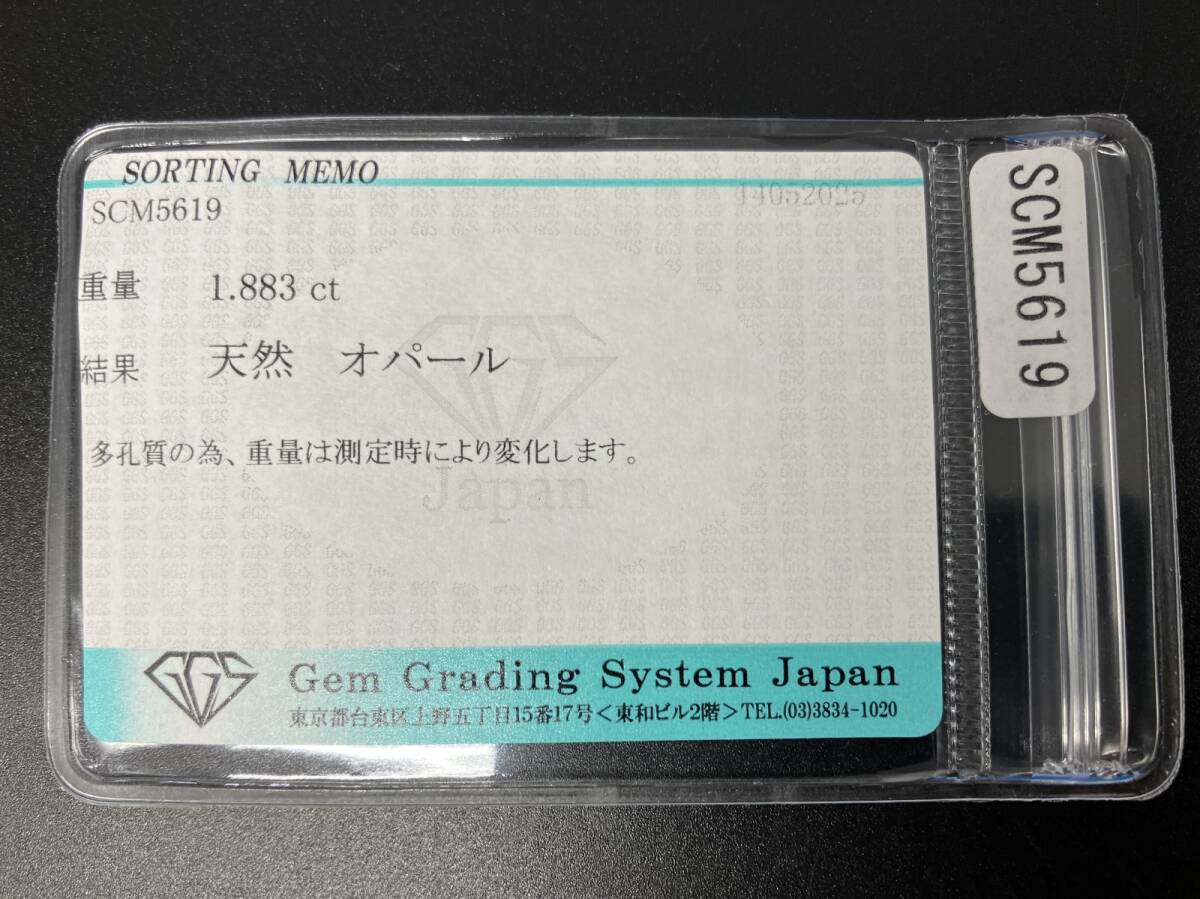 SORTING MEMO
14052025
SCM5619
重量 1.883 ct
結果 天然 オパール
多孔質の為、重量は測定時により変化します。
Japan
GGS
Gem Grading System Japan
東京都台東区上野五丁目15番17号＜東和ビル2階＞TEL.(03)3834-1020
SCM5619